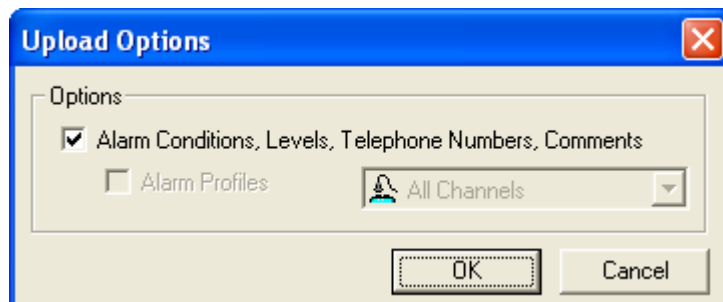 Upload Options
Options
Alarm Conditions, Levels, Telephone Numbers, Comments
Alarm Profiles All Channels
OK Cancel